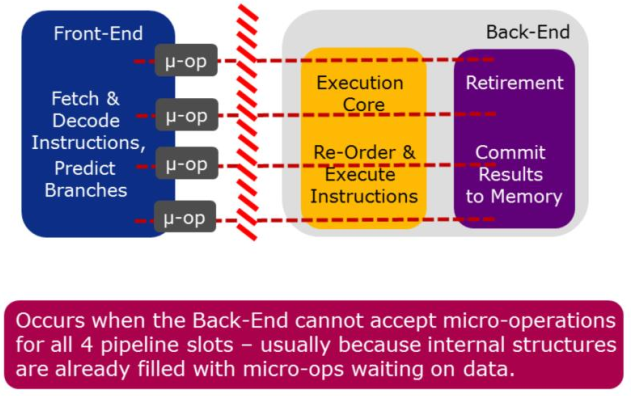 Front-End
Fetch &
Decode
Instructions,
Predict
Branches
μ-op
μ-op
μ-op
μ-op
Back-End
Execution
Core
Re-Order &
Execute
Instructions
Retirement
Commit
Results
to Memory
Occurs when the Back-End cannot accept micro-operations
for all 4 pipeline slots – usually because internal structures
are already filled with micro-ops waiting on data.